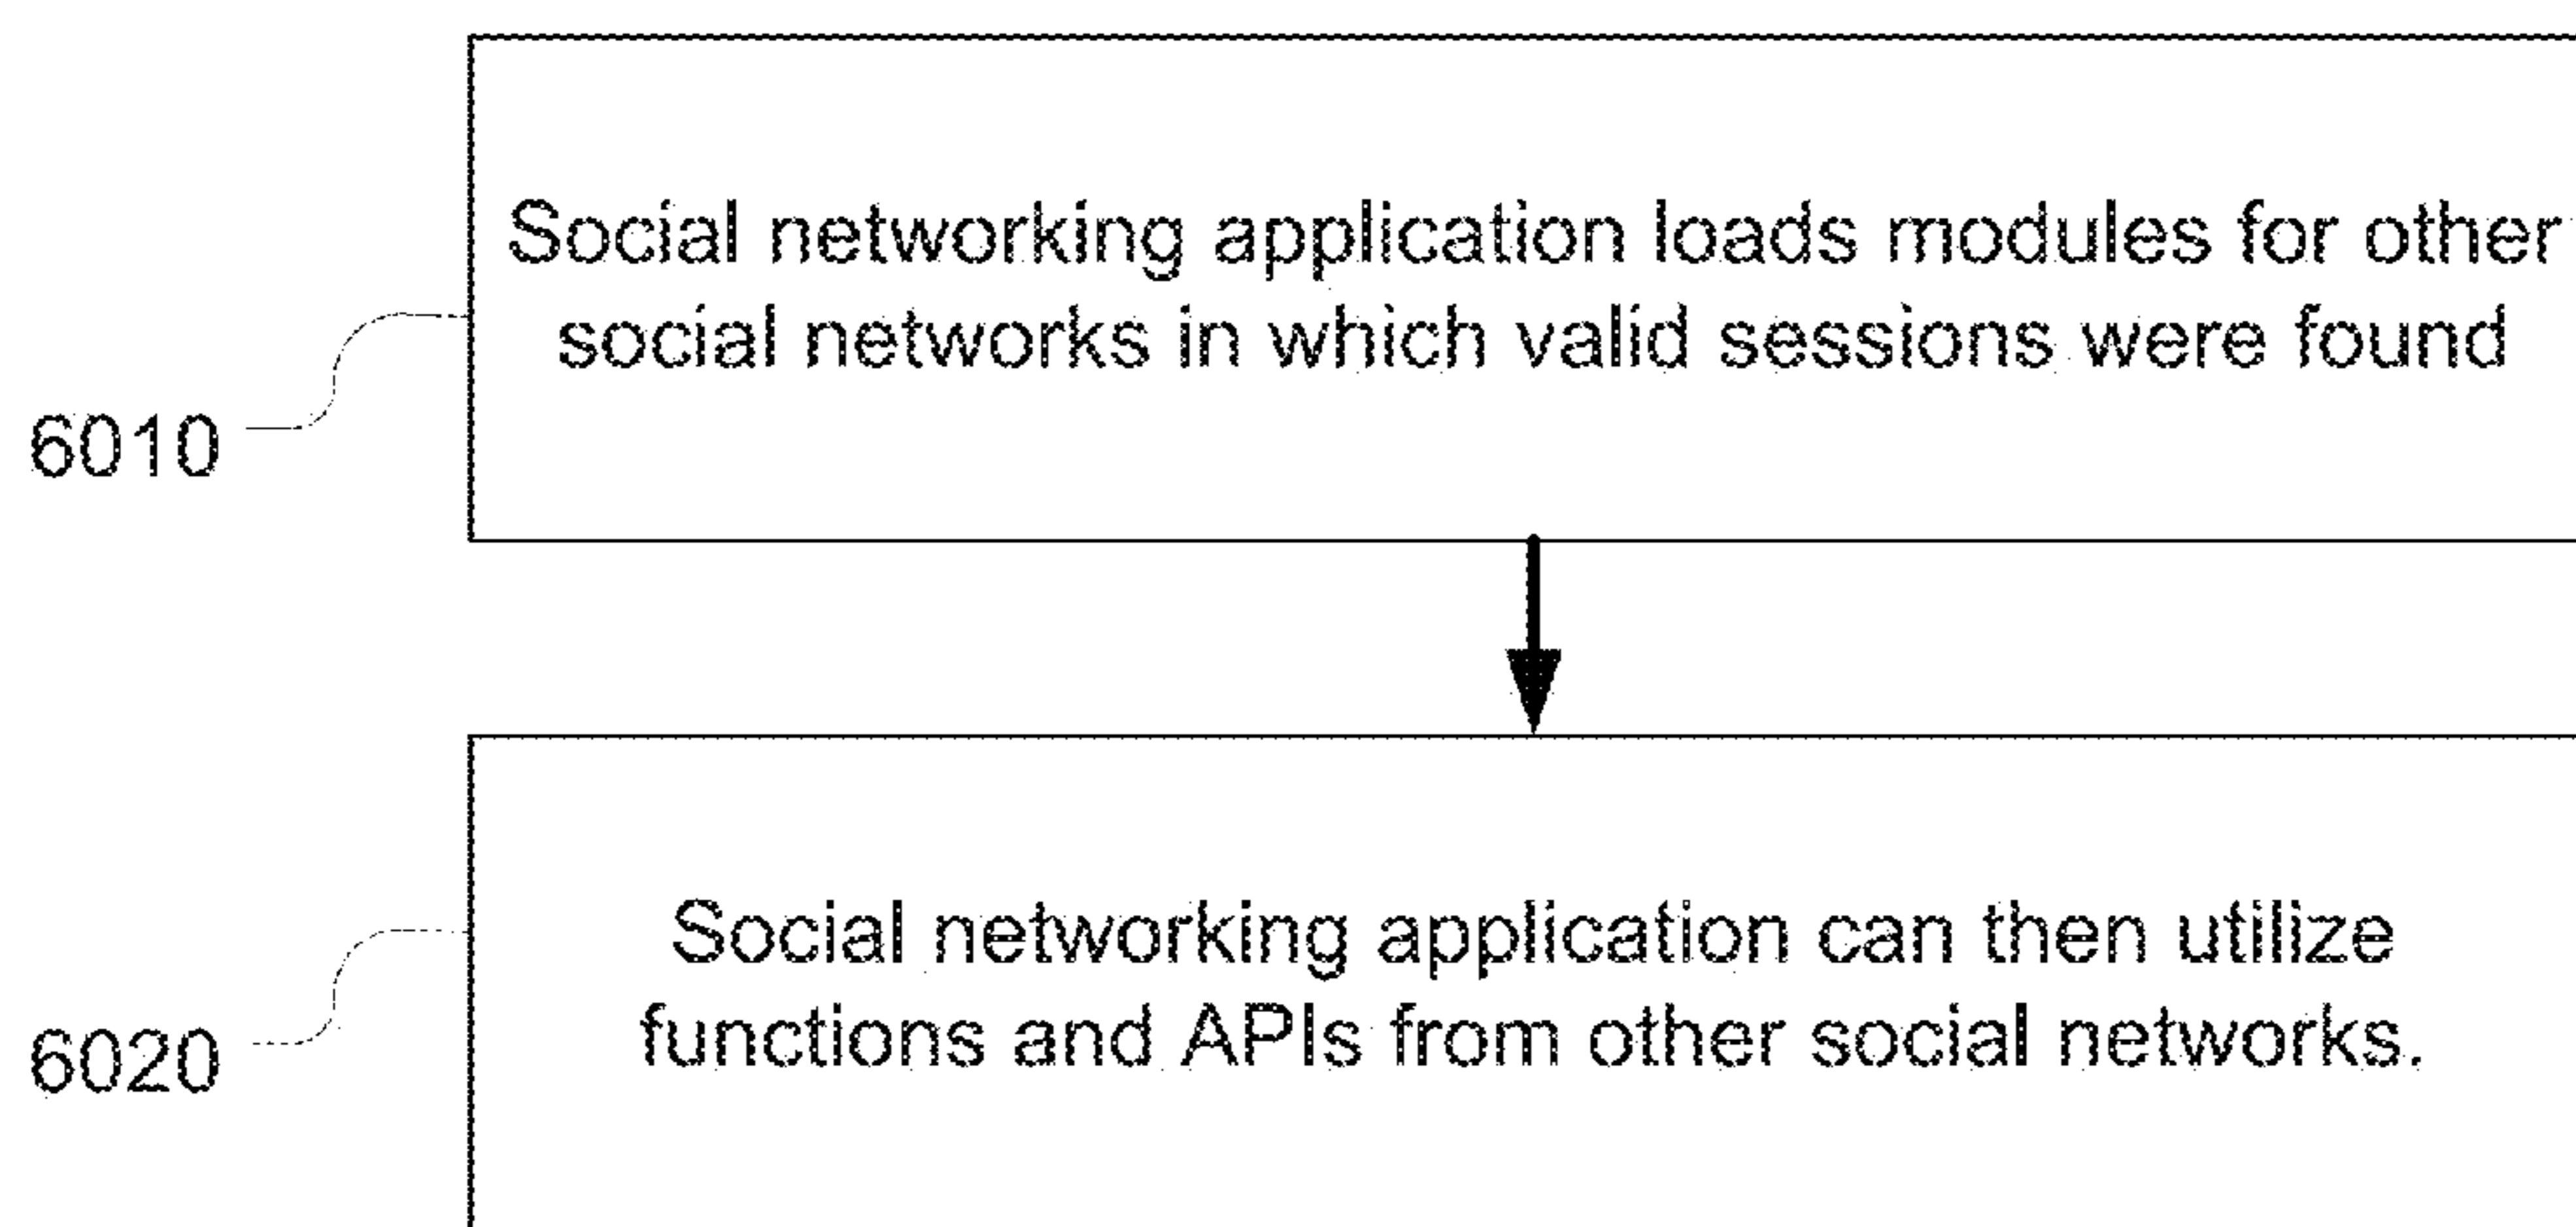 Social networking application loads modules for other
social networks in which valid sessions were found
6010
Social networking application can then utilize
functions and APIs from other social networks.
6020